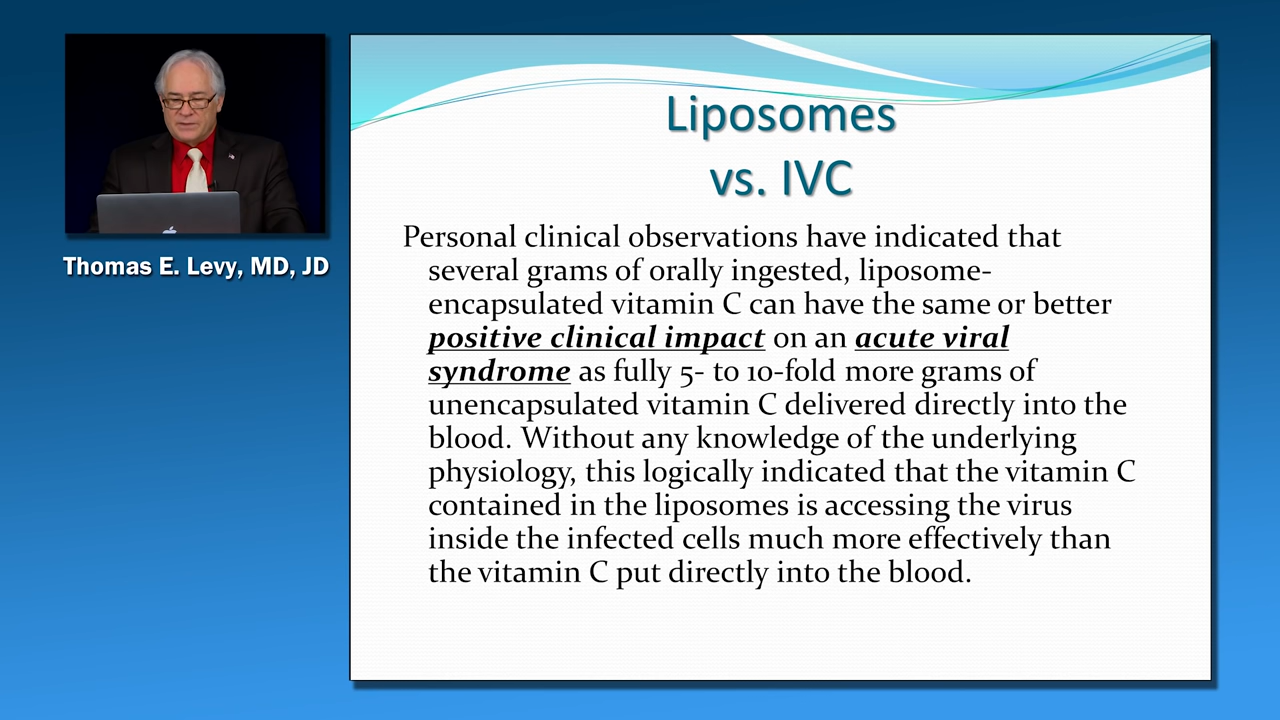 Thomas E. Levy, MD, JD
Liposomes
vs. IVC
Personal clinical observations have indicated that
several grams of orally ingested, liposome-
encapsulated vitamin C can have the same or better
positive clinical impact on an acute viral
syndrome as fully 5- to 10-fold more grams of
unencapsulated vitamin C delivered directly into the
blood. Without any knowledge of the underlying
physiology, this logically indicated that the vitamin C
contained in the liposomes is accessing the virus
inside the infected cells much more effectively than
the vitamin C put directly into the blood.